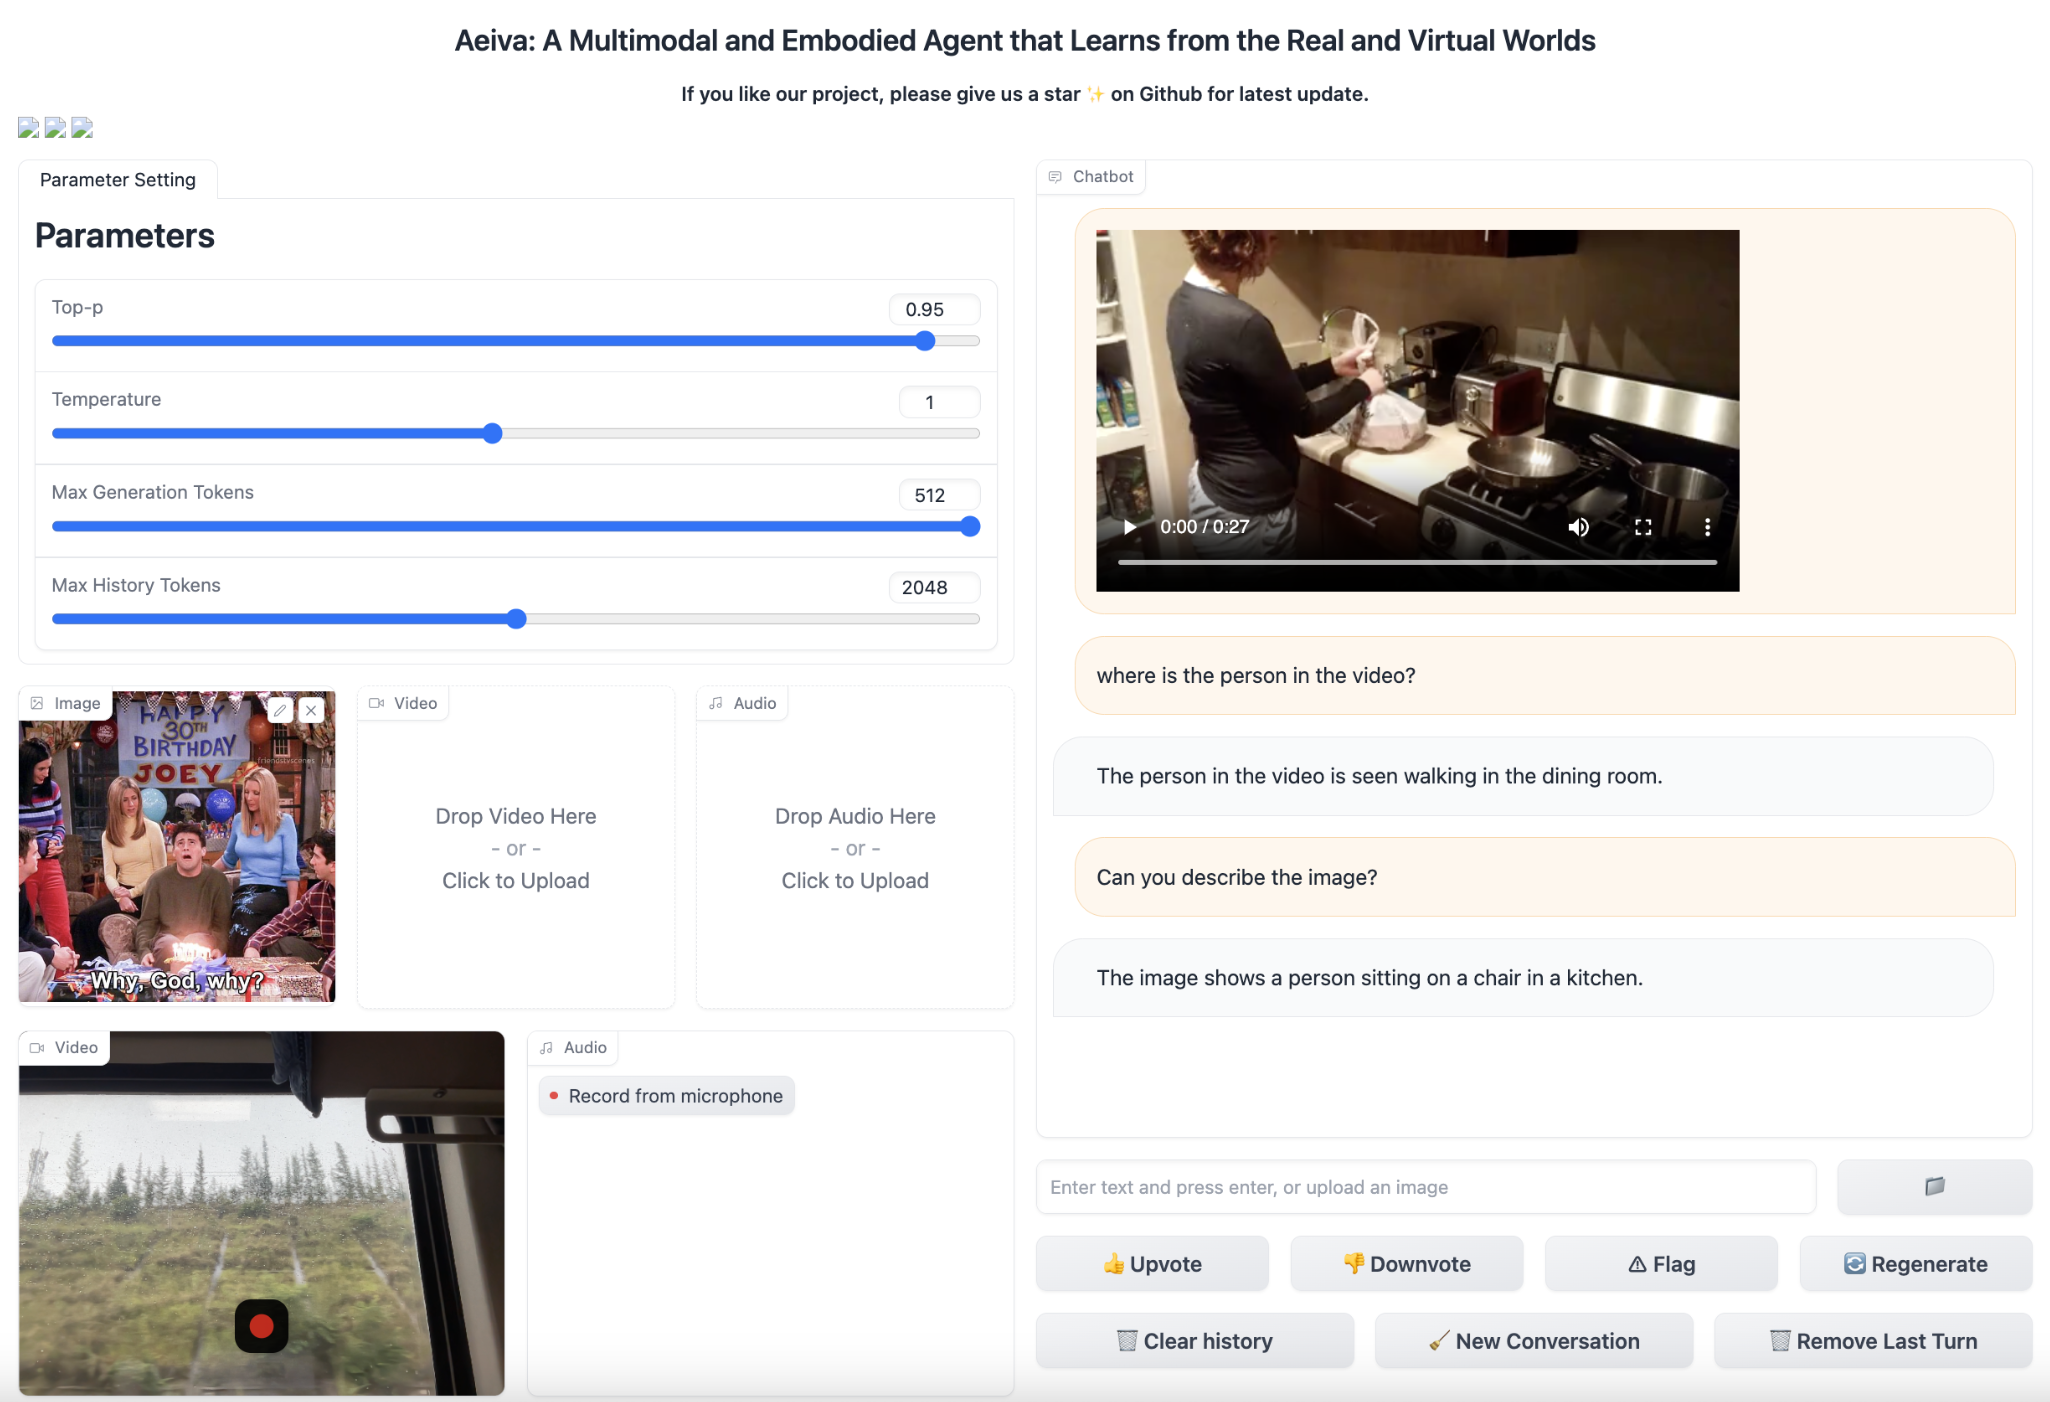 Aeiva: A Multimodal and Embodied Agent that Learns from the Real and Virtual Worlds
If you like our project, please give us a star ✨ on Github for latest update.
Parameter Setting
Parameters
Top-p
0.95
Temperature
1
Max Generation Tokens
512
Max History Tokens
2048
Image
HAPPY
30TH
BIRTHDAY
JOEY
friendstvscenes
Why, God, why?
Video
Drop Video Here
- or -
Click to Upload
Audio
Drop Audio Here
- or -
Click to Upload
Video
Audio
Record from microphone
Chatbot
0:00 / 0:27
where is the person in the video?
The person in the video is seen walking in the dining room.
Can you describe the image?
The image shows a person sitting on a chair in a kitchen.
Enter text and press enter, or upload an image
👍 Upvote
👎 Downvote
⚠ Flag
🔄 Regenerate
🗑 Clear history
🧹 New Conversation
🗑 Remove Last Turn